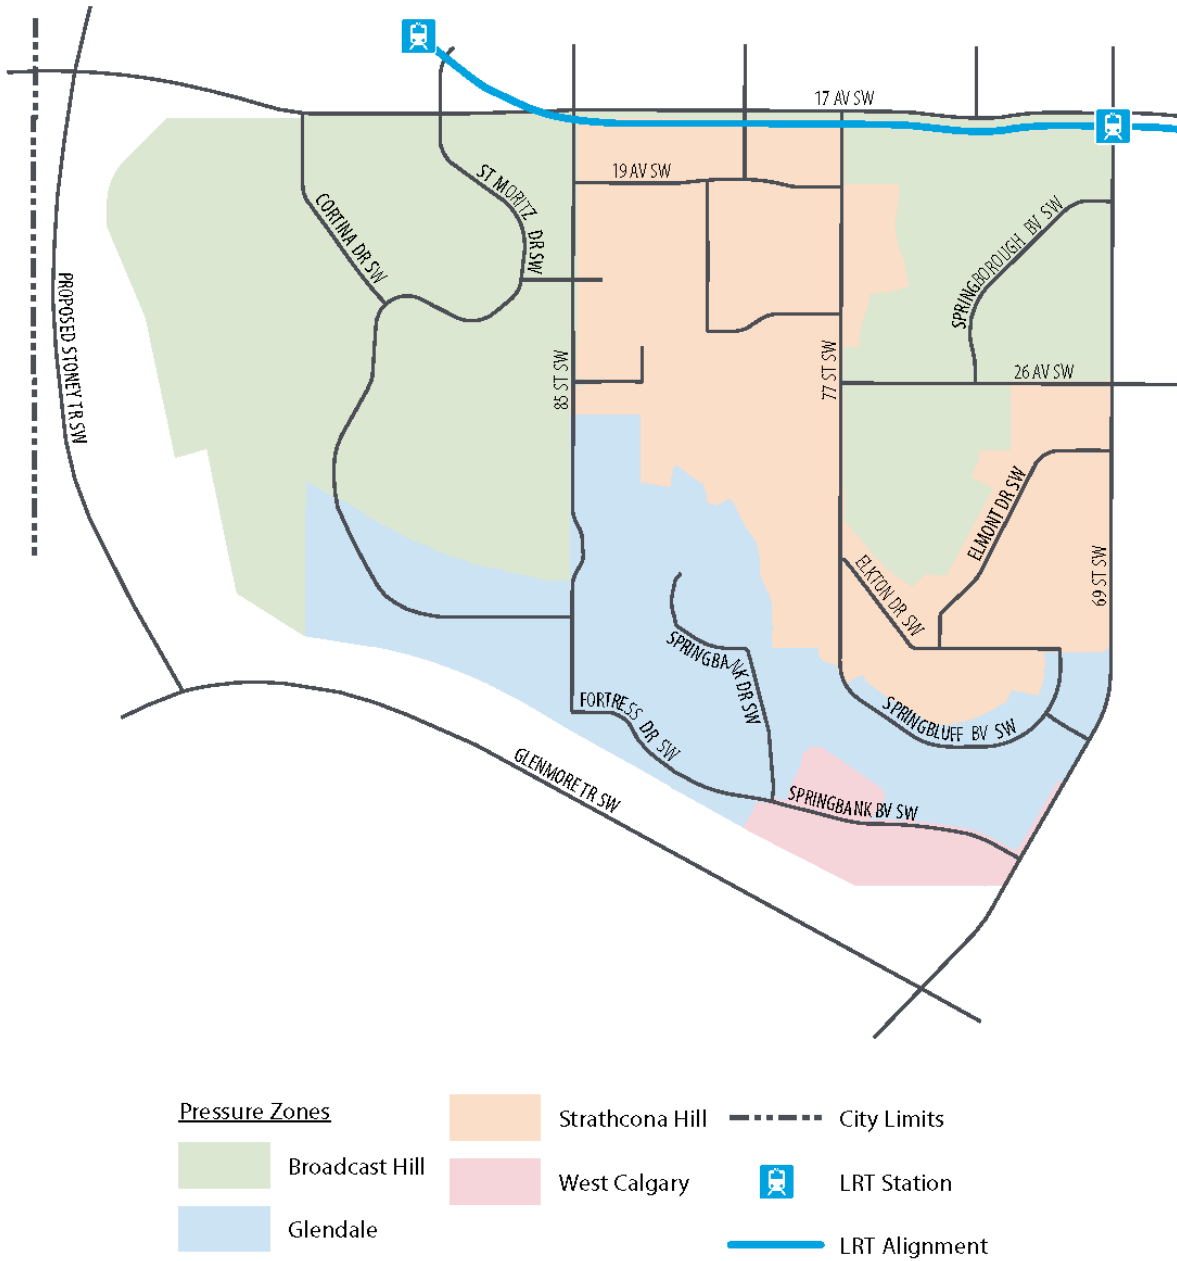 17 AV SW
19 AV SW
ST MORITZ DR SW
CORTINA DR SW
SPRINGBOROUGH BV SW
PROPOSED STONEY TR SW
85 ST SW
77 ST SW
26 AV SW
ELMONT DR SW
ELKTON DR SW
69 ST SW
SPRINGBANK DR SW
FORTRESS DR SW
SPRINGBLUFF BV SW
GLENMORE TR SW
SPRINGBANK BV SW
Pressure Zones
Broadcast Hill
Glendale
Strathcona Hill
West Calgary
City Limits
LRT Station
LRT Alignment